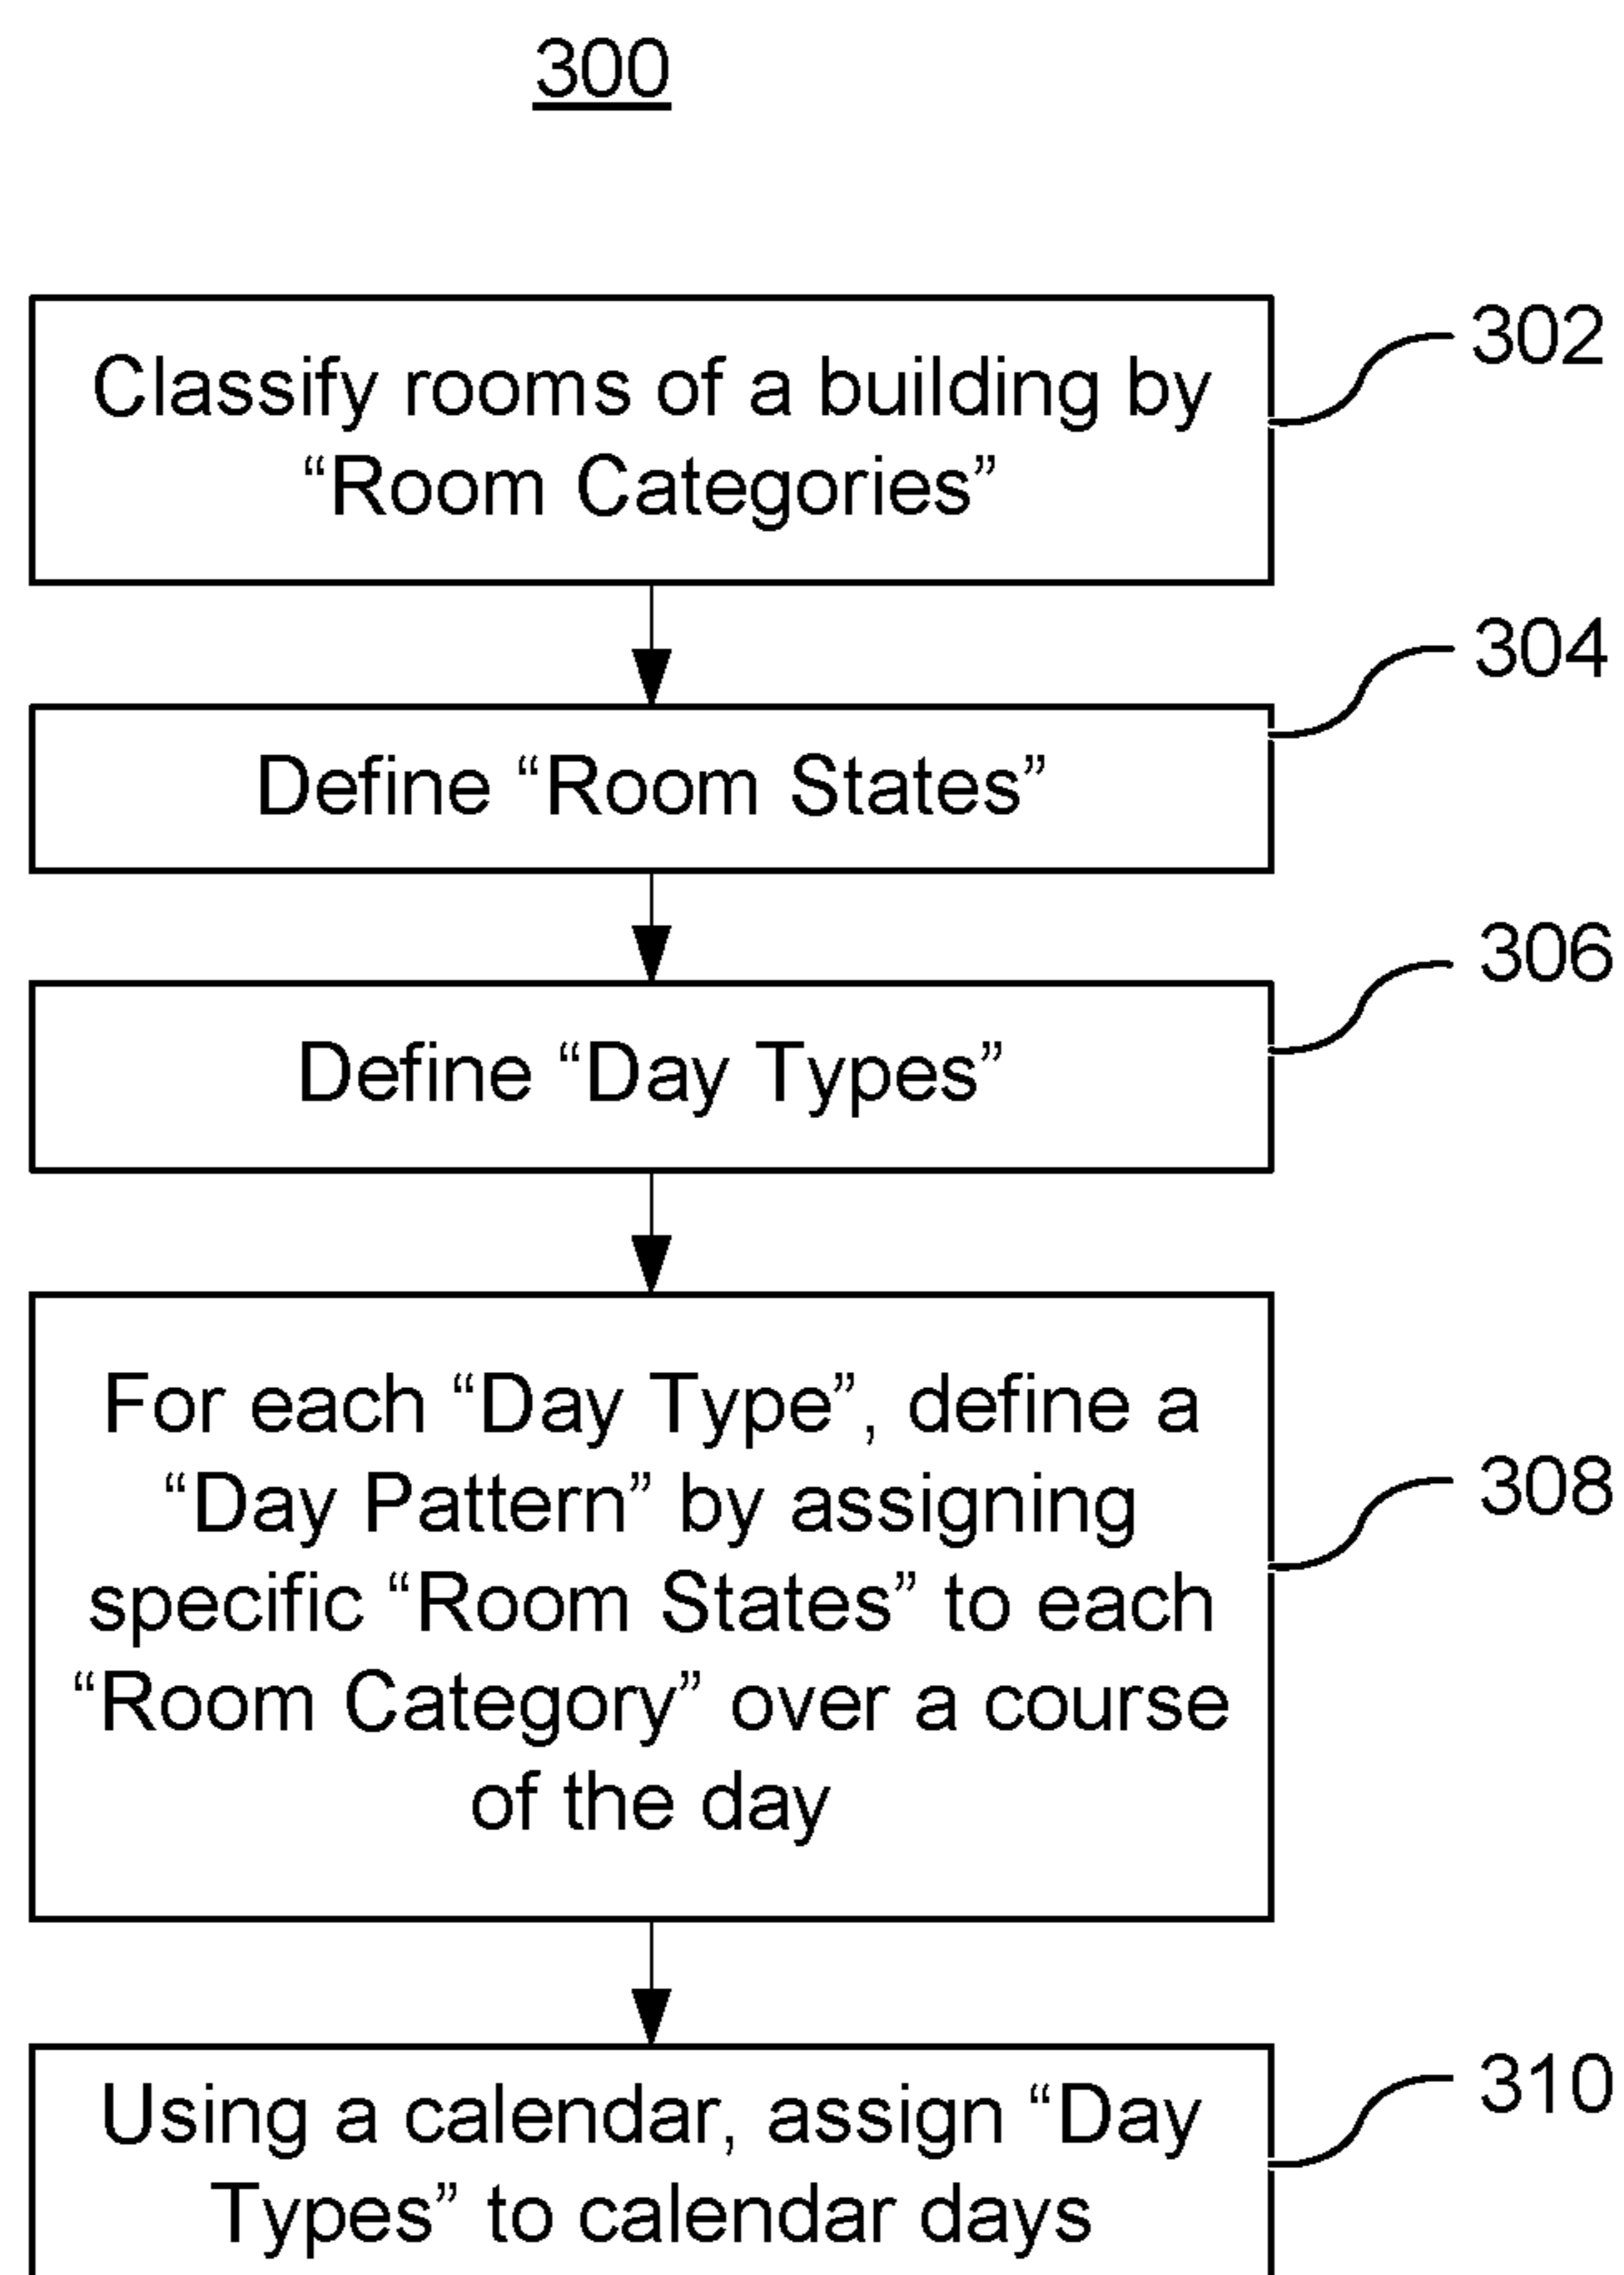 300
Classify rooms of a building by
“Room Categories”
302
Define “Room States”
304
Define “Day Types”
306
For each “Day Type”, define a
“Day Pattern” by assigning
specific “Room States” to each
“Room Category” over a course
of the day
308
Using a calendar, assign “Day
Types” to calendar days
310